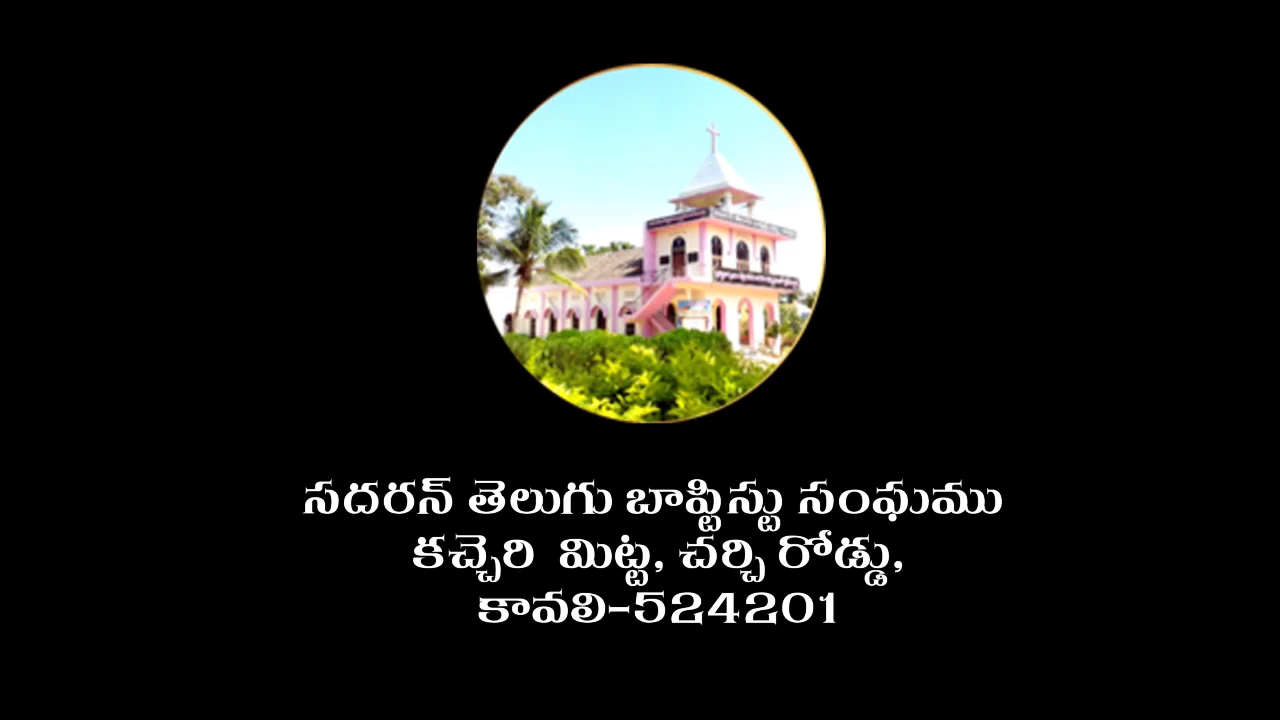 సదరన్ తెలుగు బాప్టిస్టు సంఘము
కచ్చెరి మిట్ట, చర్చి రోడ్డు,
కావలి-524201